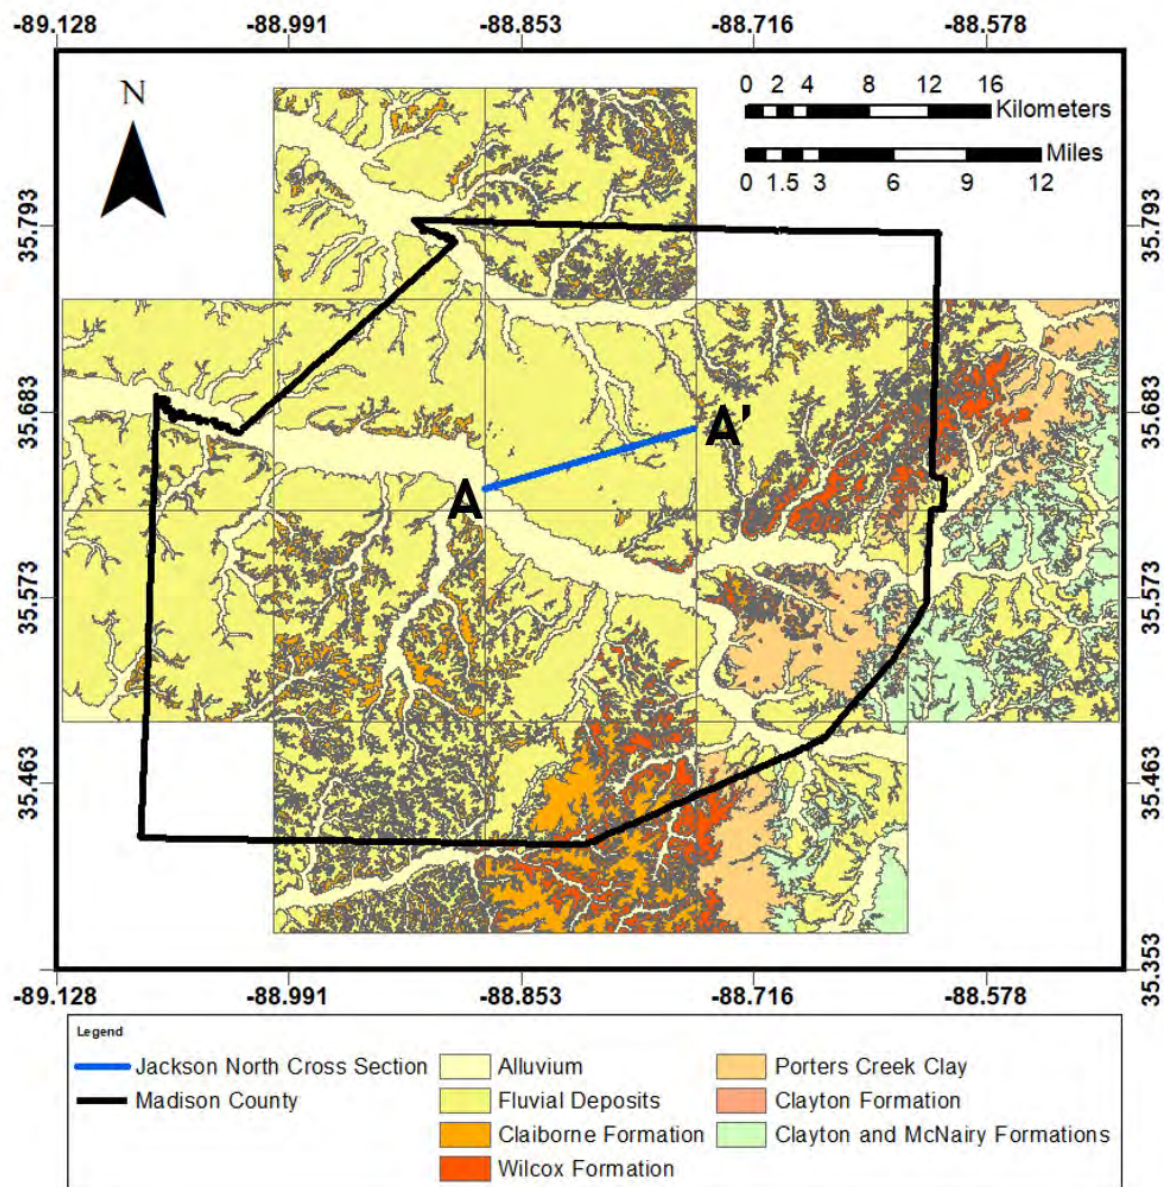 -89.128 -88.991 -88.853 -88.716 -88.578
N
0 2 4 8 12 16
Kilometers
Miles
0 1.5 3 6 9 12
35.793 35.793
35.683 35.683
A'
A
35.573 35.573
35.463 35.463
35.353
-89.128 -88.991 -88.853 -88.716 -88.578
Legend
Jackson North Cross Section Alluvium Porters Creek Clay
Madison County Fluvial Deposits Clayton Formation
Claiborne Formation Clayton and McNairy Formations
Wilcox Formation